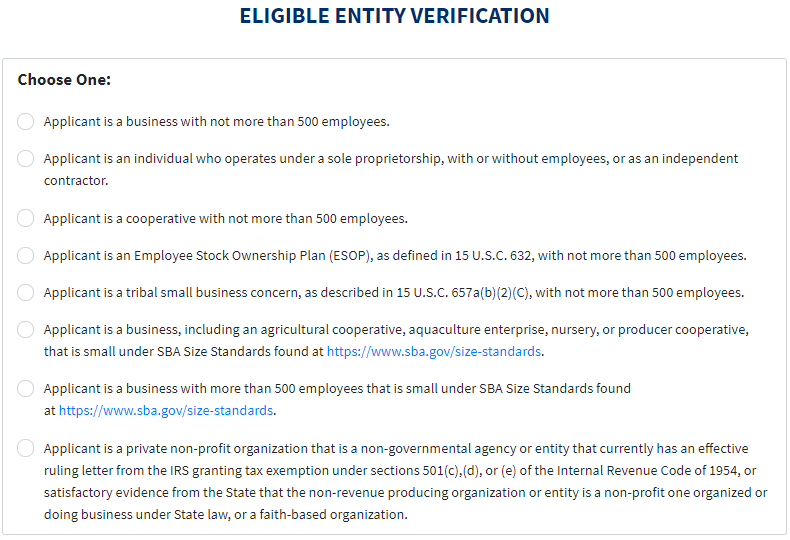 ELIGIBLE ENTITY VERIFICATION
Choose One:
Applicant is a business with not more than 500 employees.
Applicant is an individual who operates under a sole proprietorship, with or without employees, or as an independent
contractor.
Applicant is a cooperative with not more than 500 employees.
Applicant is an Employee Stock Ownership Plan (ESOP), as defined in 15 U.S.C. 632, with not more than 500 employees.
Applicant is a tribal small business concern, as described in 15 U.S.C. 657a(b)(2)(C), with not more than 500 employees.
Applicant is a business, including an agricultural cooperative, aquaculture enterprise, nursery, or producer cooperative,
that is small under SBA Size Standards found at https://www.sba.gov/size-standards.
Applicant is a business with more than 500 employees that is small under SBA Size Standards found
at https://www.sba.gov/size-standards.
Applicant is a private non-profit organization that is a non-governmental agency or entity that currently has an effective
ruling letter from the IRS granting tax exemption under sections 501(c),(d), or (e) of the Internal Revenue Code of 1954, or
satisfactory evidence from the State that the non-revenue producing organization or entity is a non-profit one organized or
doing business under State law, or a faith-based organization.